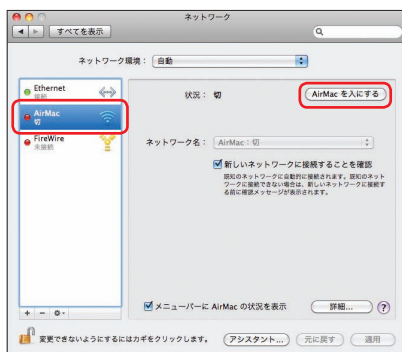 ネットワーク
すべてを表示
ネットワーク環境： 自動
Ethernet
接続
AirMac
切
FireWire
未接続
状況： 切
AirMac を入にする
ネットワーク名： AirMac：切
新しいネットワークに接続することを確認
既知のネットワークに自動的に接続されます。既知のネット
ワークに接続できない場合は、新しいネットワークに接続す
る前に確認メッセージが表示されます。
メニューバーに AirMac の状況を表示
詳細... ?
+ −
変更できないようにするにはカギをクリックします。
アシスタント... 元に戻す 適用